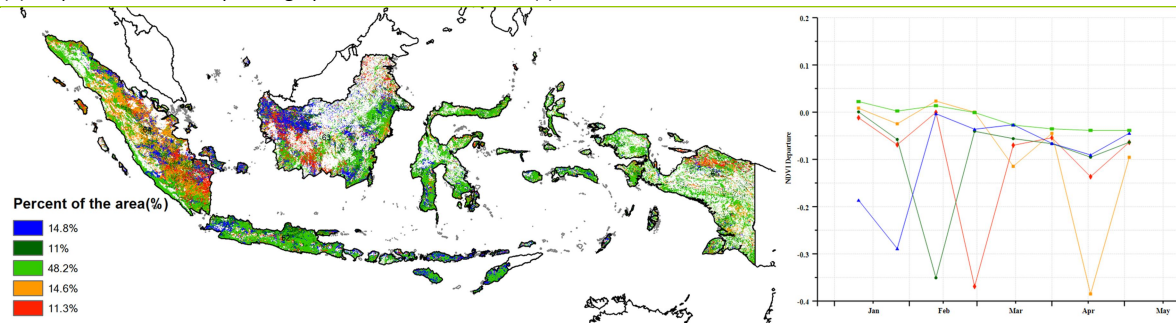 Percent of the area(%)
14.8%
11%
48.2%
14.6%
11.3%
NDVI Departure
0.2
0.1
0.0
-0.1
-0.2
-0.3
-0.4
Jan
Feb
Mar
Apr
May